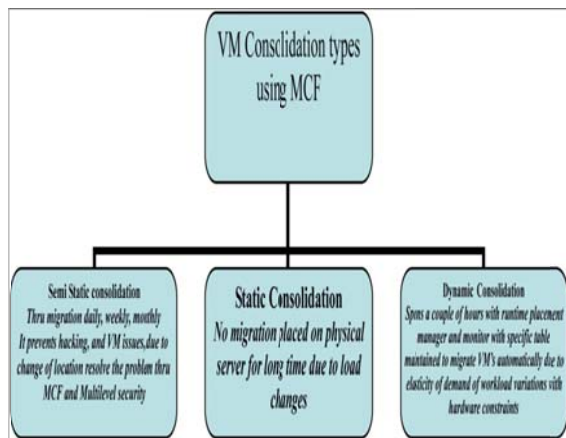 VM Consclidation types
using MCF
Semi Static consolidation
Thru migration daily, weekly, monthly
It prevents hacking, and VM issues,due to
change of location resolve the problem thru
MCF and Multilevel security
Static Consolidation
No migration placed on physical
server for long time due to load
changes
Dynamic Consolidation
Spons a couple of hours with runtime placement
manager and monitor with specific table
maintained to migrate VM's automatically due to
elasticity of demand of workload variations with
hardware constraints